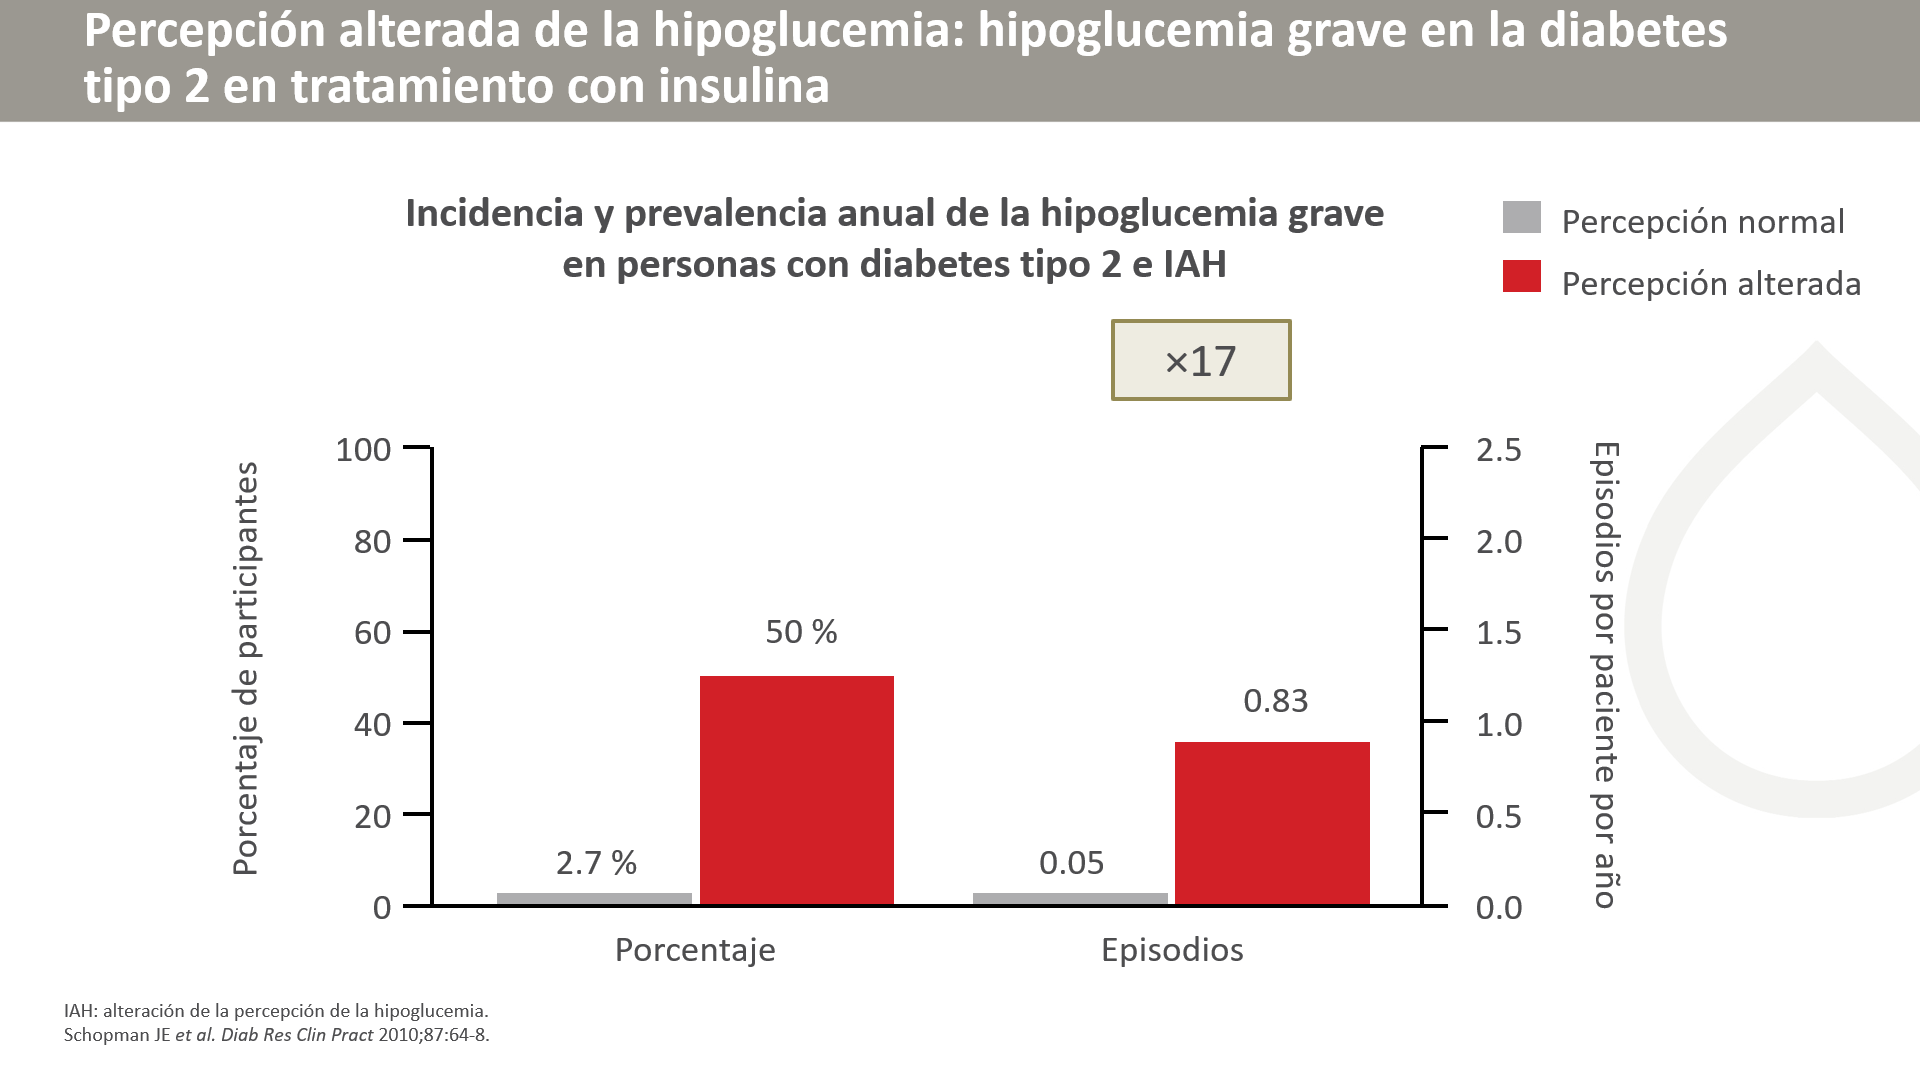 Percepción alterada de la hipoglucemia: hipoglucemia grave en la diabetes
tipo 2 en tratamiento con insulina
Incidencia y prevalencia anual de la hipoglucemia grave
en personas con diabetes tipo 2 e IAH
Percepción normal
Percepción alterada
×17
Porcentaje de participantes
100
80
60
40
20
0
2.7 %
50 %
0.05
0.83
2.5
2.0
1.5
1.0
0.5
0.0
Episodios por paciente por año
Porcentaje
Episodios
IAH: alteración de la percepción de la hipoglucemia.
Schopman JE et al. Diab Res Clin Pract 2010;87:64-8.